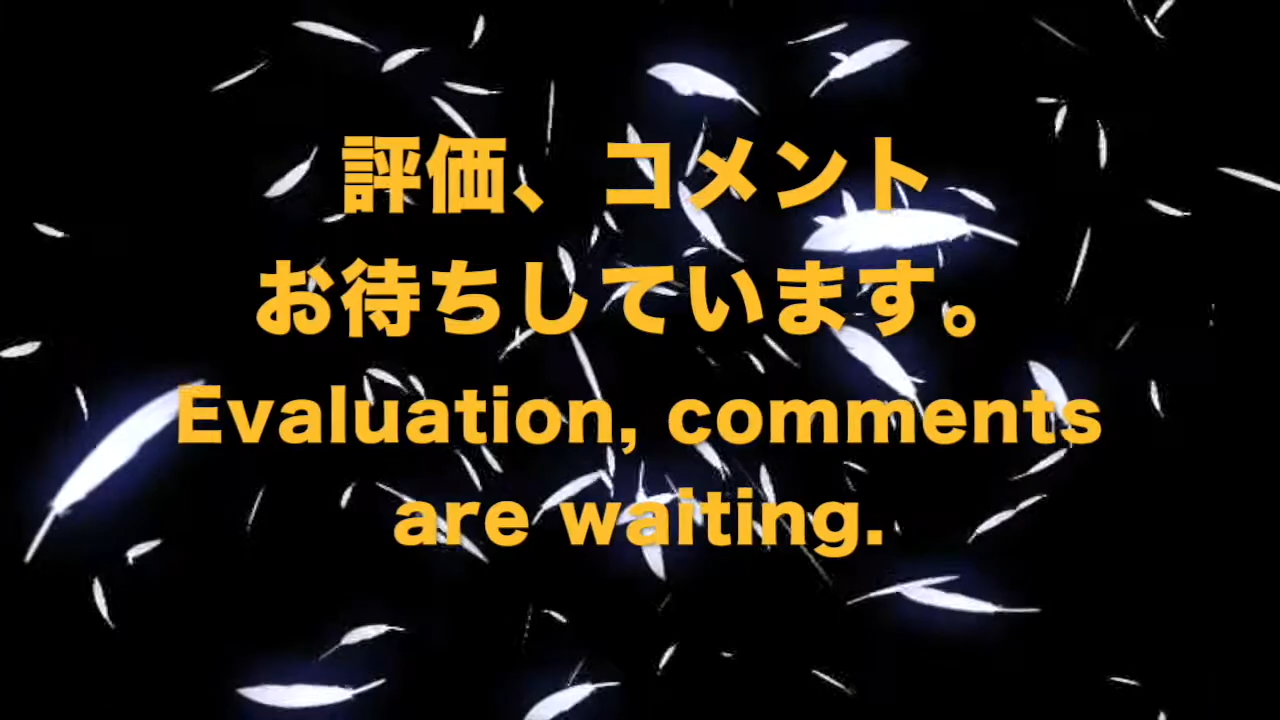 評価、コメント
お待ちしています。
Evaluation, comments
are waiting.